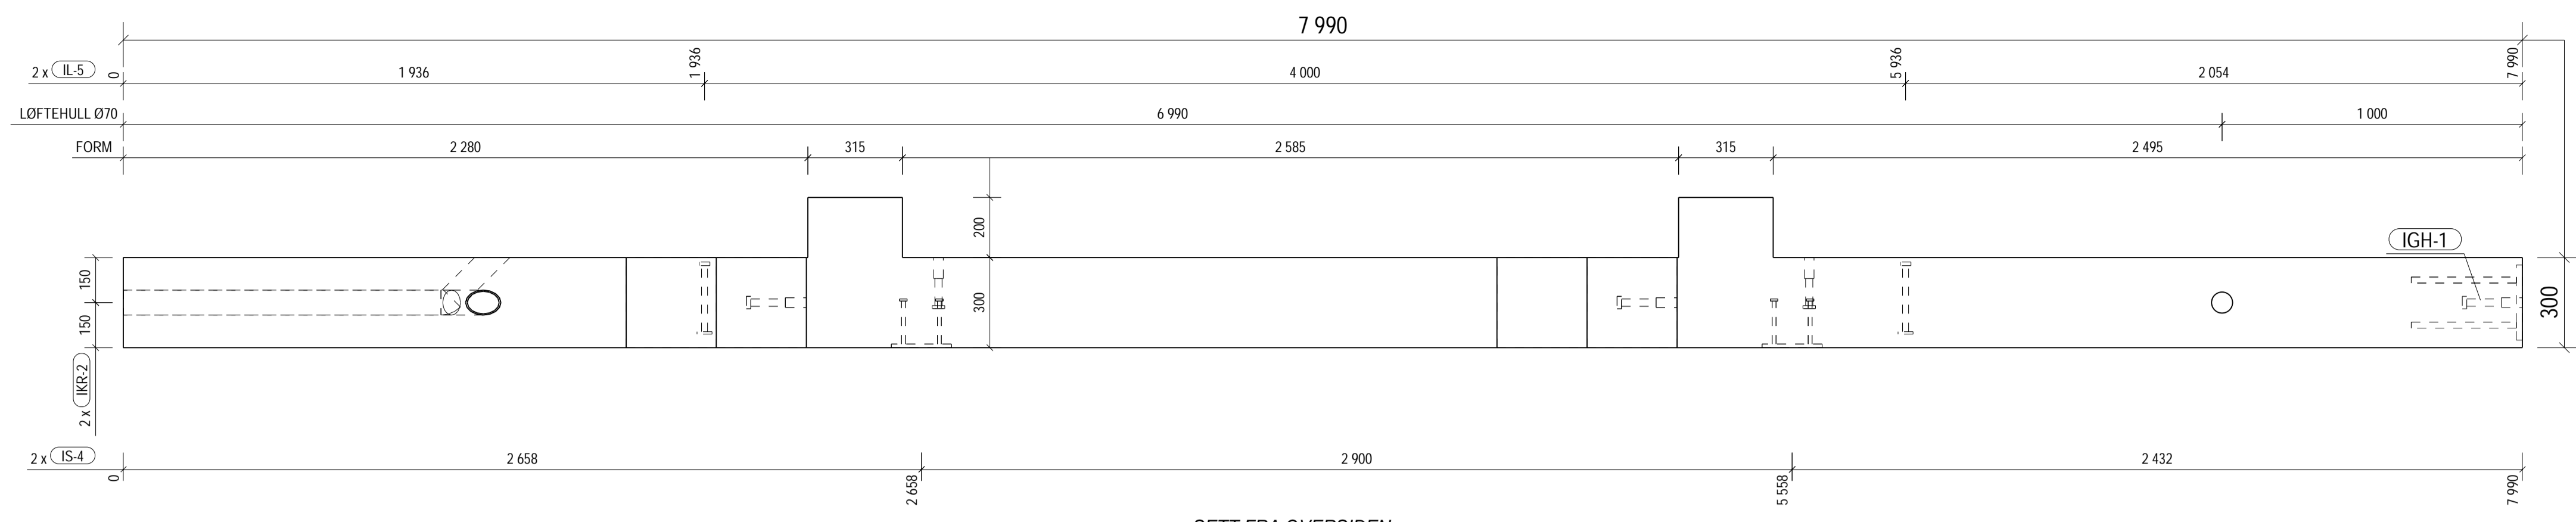 7 990
2 x IL-5 0 1 936 1 936 4 000 5 936 2 054 7 990
LØFTEHULL Ø70 6 990 1 000
FORM 2 280 315 2 585 315 2 495
200
IGH-1
150 300 300
150
2 x IKR-2
2 x IS-4 0 2 658 2 658 2 900 5 558 2 432 7 990
SETT FRA OVERSIDEN